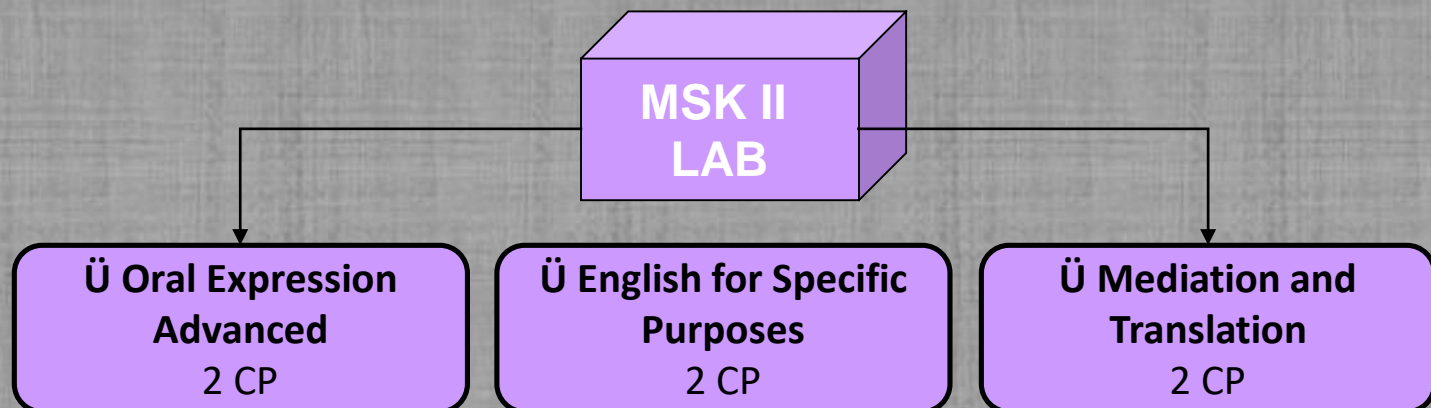 MSK II
LAB
Ü Oral Expression
Advanced
2 CP
Ü English for Specific
Purposes
2 CP
Ü Mediation and
Translation
2 CP